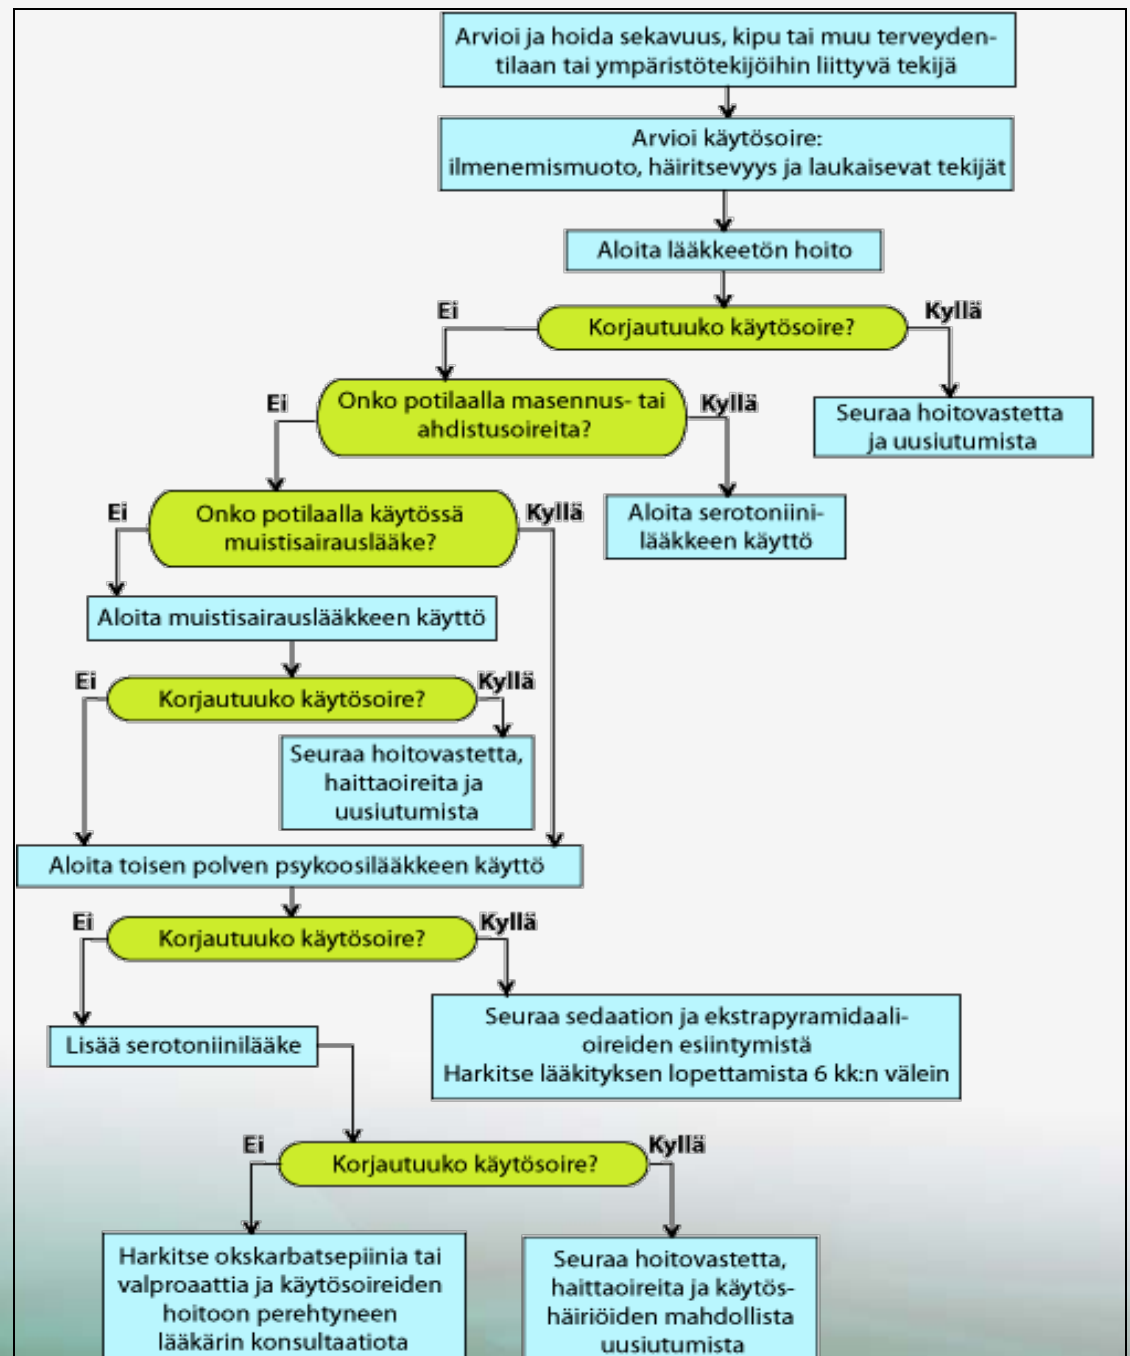 Arvioi ja hoida sekavuus, kipu tai muu terveyden-
tilaan tai ympäristötekijöihin liittyvä tekijä
Arvioi käytösoire:
ilmenemismuoto, häiritsevyys ja laukaisevat tekijät
Aloita lääkkeetön hoito
Ei
Kyllä
Korjautuuko käytösoire?
Ei
Onko potilaalla masennus- tai
ahdistusoireita?
Kyllä
Seuraa hoitovastetta
ja uusiutumista
Ei
Onko potilaalla käytössä
muistisairauslääke?
Kyllä
Aloita serotoniini-
lääkkeen käyttö
Aloita muistisairauslääkkeen käyttö
Ei
Korjautuuko käytösoire?
Kyllä
Seuraa hoitovastetta,
haittaoireita ja
uusiutumista
Aloita toisen polven psykoosilääkkeen käyttö
Ei
Korjautuuko käytösoire?
Kyllä
Lisää serotoniinilääke
Seuraa sedaation ja ekstrapyramidaali-
oireiden esiintymistä
Harkitse lääkityksen lopettamista 6 kk:n välein
Ei
Korjautuuko käytösoire?
Kyllä
Harkitse okskarbatsepiinia tai
valproaattia ja käytösoireiden
hoitoon perehtyneen
lääkärin konsultaatiota
Seuraa hoitovastetta,
haittaoireita ja käytös-
häiriöiden mahdollista
uusiutumista